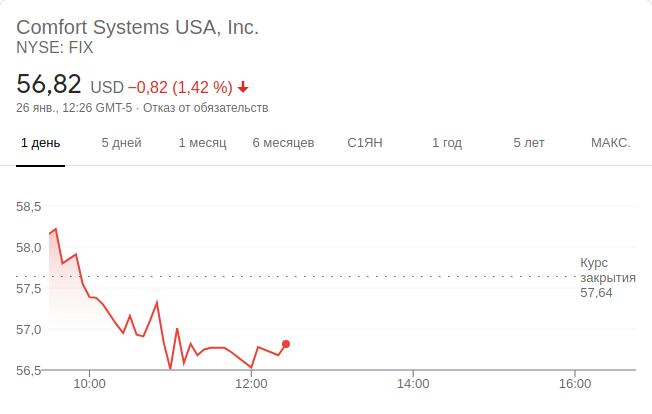 Comfort Systems USA, Inc.
NYSE: FIX
56,82 USD −0,82 (1,42 %)
26 янв., 12:26 GMT-5 · Отказ от обязательств
1 день 5 дней 1 месяц 6 месяцев С1ЯН 1 год 5 лет МАКС.
58,5
58,0
Курс
закрытия
57,64
57,5
57,0
56,5
10:00 12:00 14:00 16:00